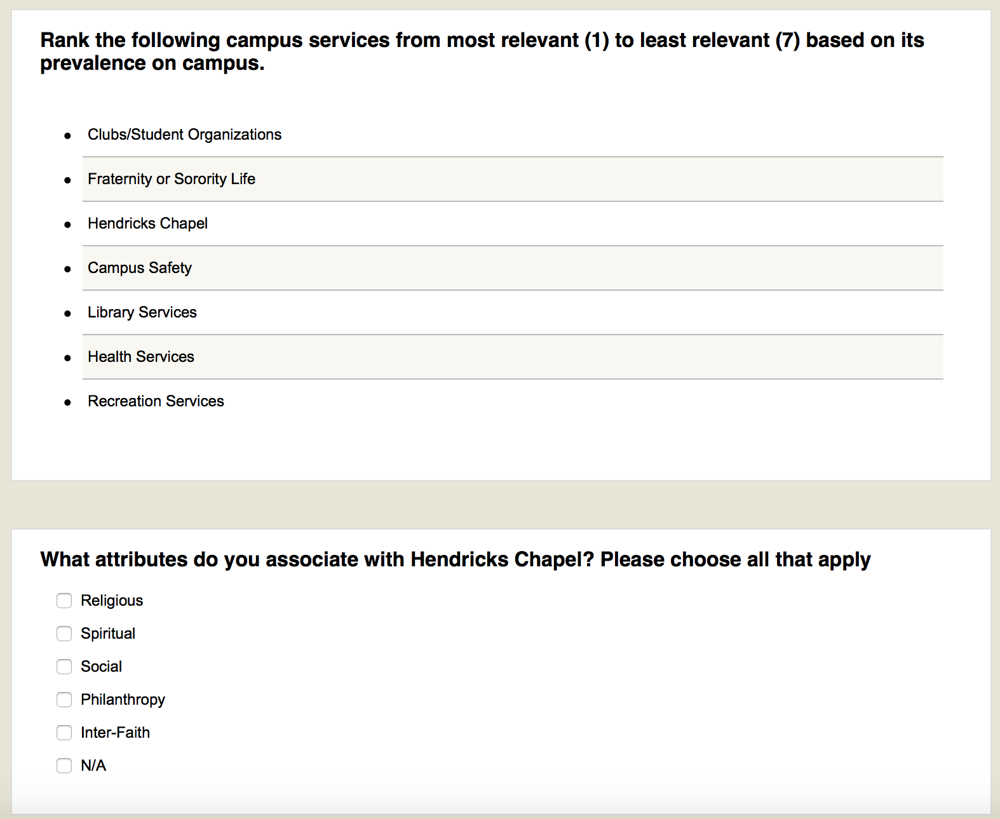 Rank the following campus services from most relevant (1) to least relevant (7) based on its
prevalence on campus.
Clubs/Student Organizations
Fraternity or Sorority Life
Hendricks Chapel
Campus Safety
Library Services
Health Services
Recreation Services
What attributes do you associate with Hendricks Chapel? Please choose all that apply
Religious
Spiritual
Social
Philanthropy
Inter-Faith
N/A